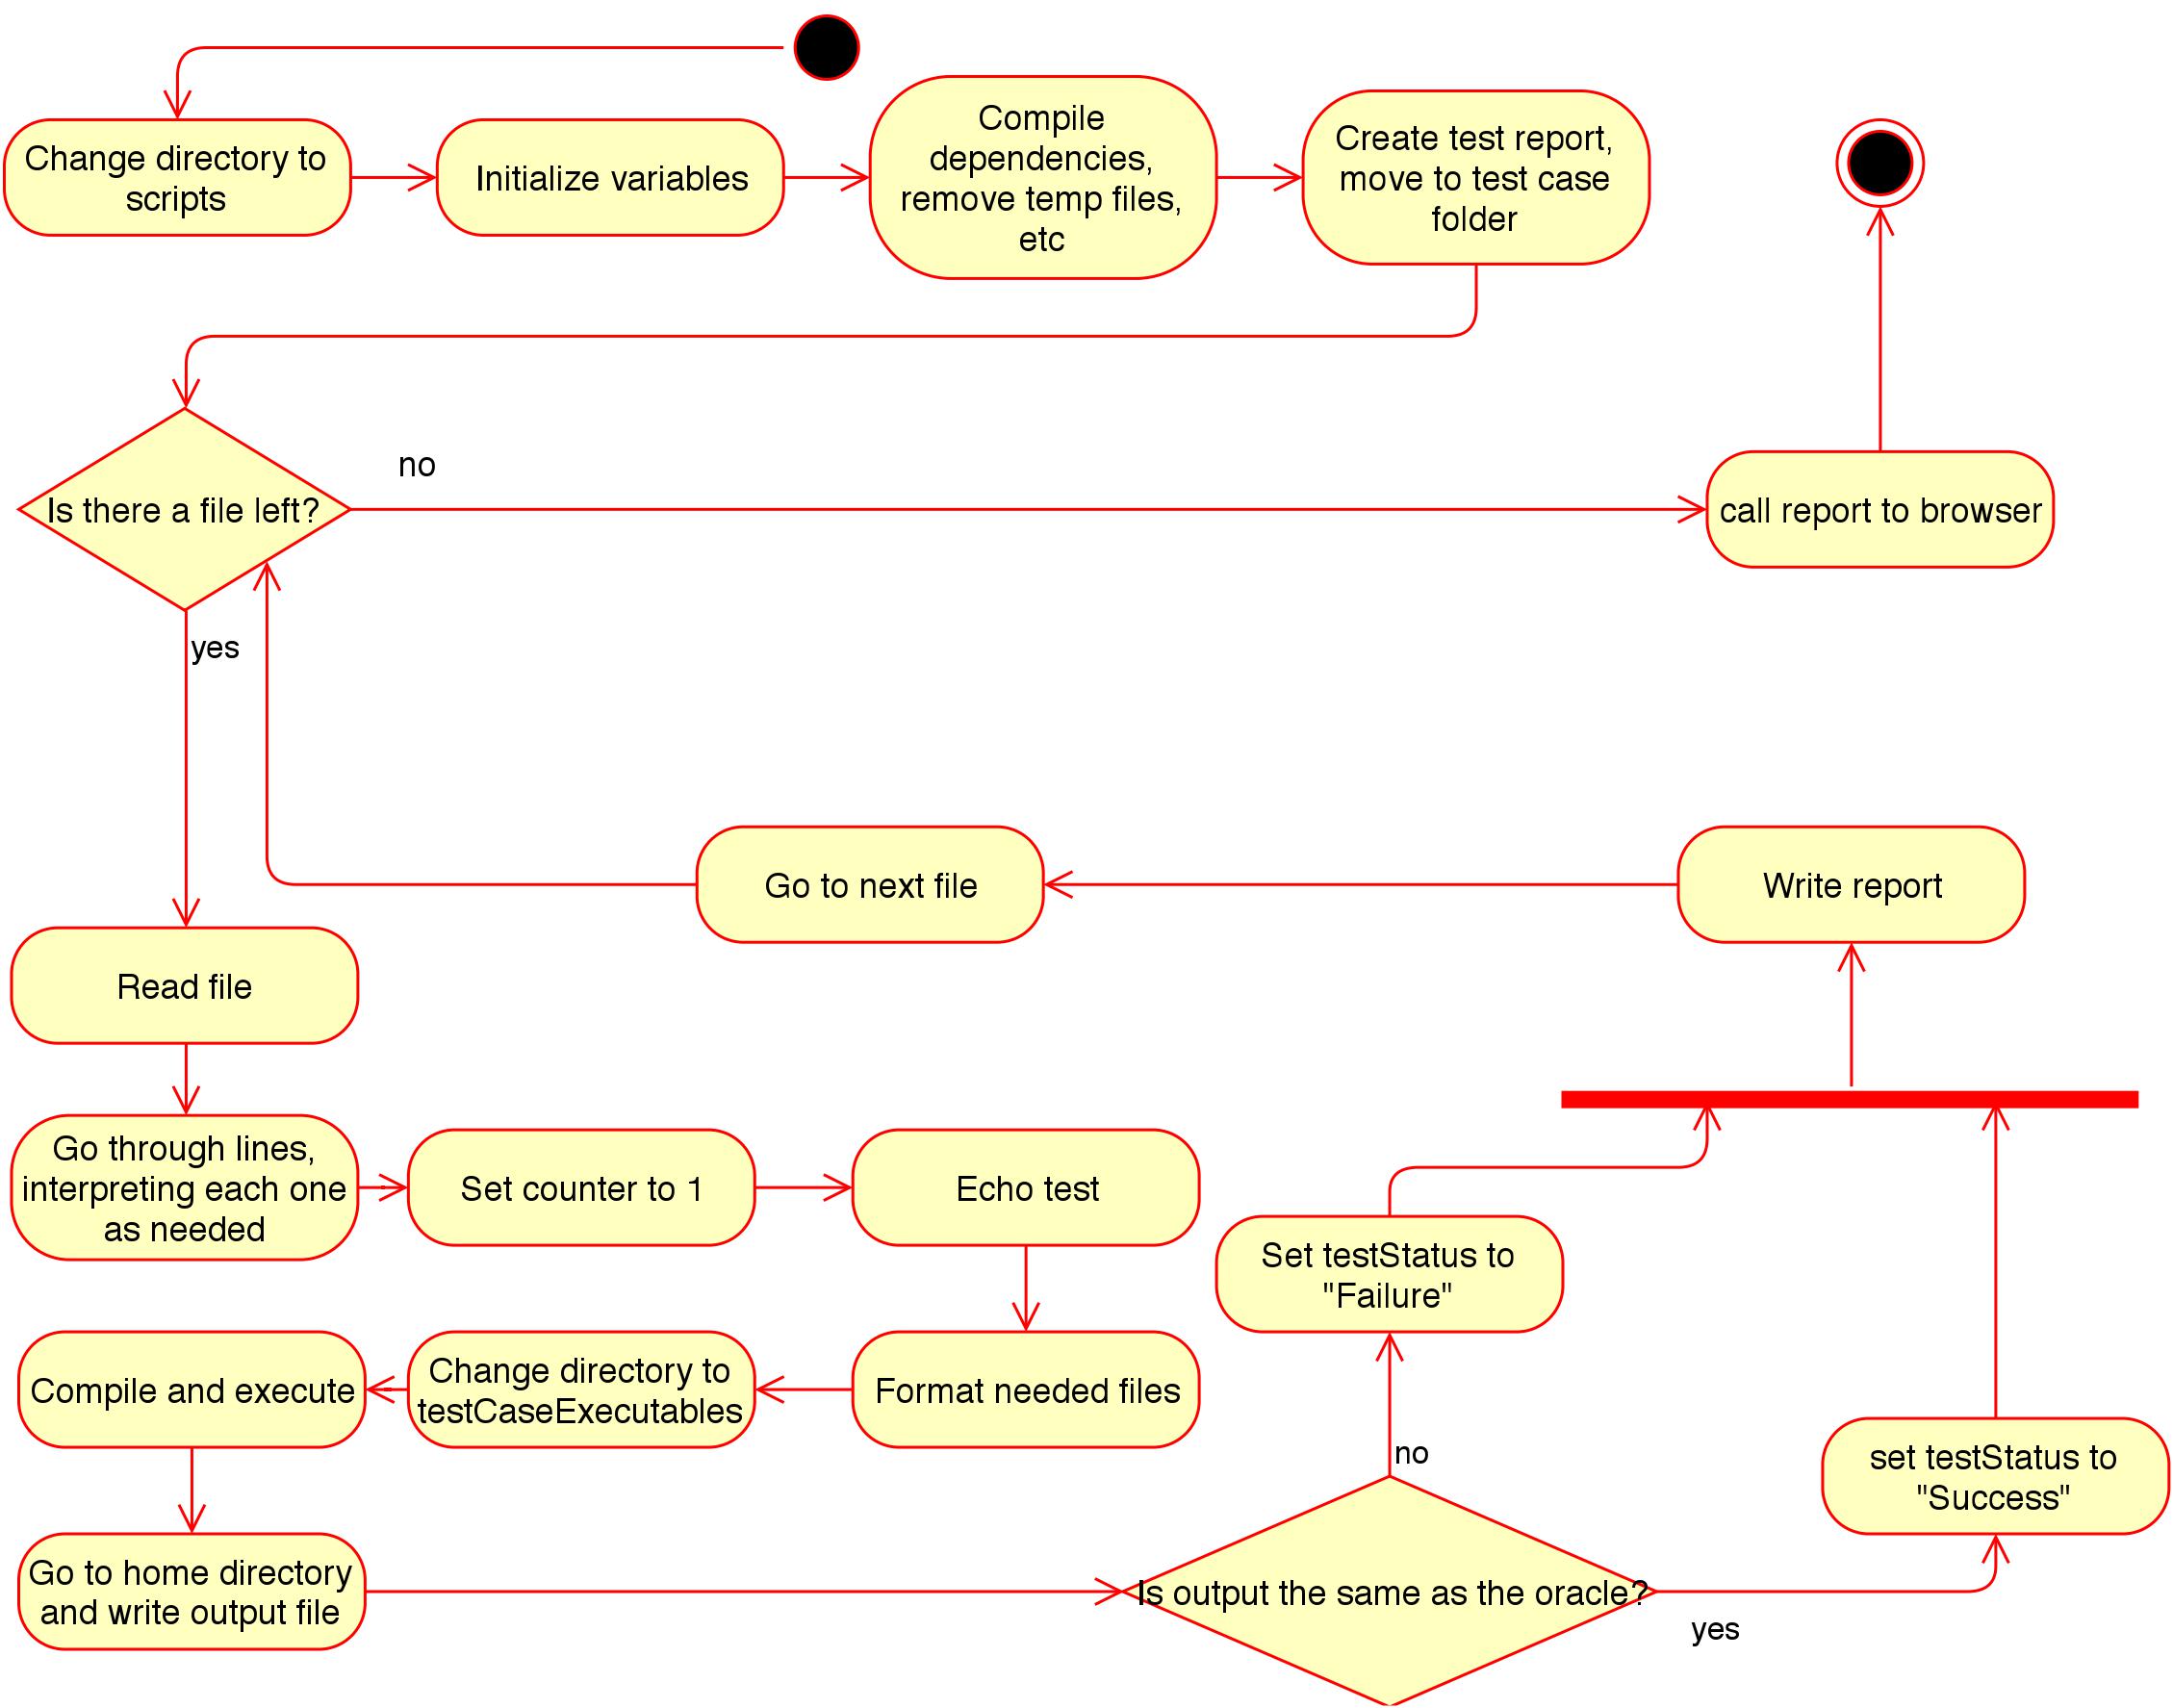 Change directory to
scripts
Initialize variables
Compile
dependencies,
remove temp files,
etc
Create test report,
move to test case
folder
Is there a file left?
no
call report to browser
yes
Go to next file
Write report
Read file
Go through lines,
interpreting each one
as needed
Set counter to 1
Echo test
Set testStatus to
"Failure"
Compile and execute
Change directory to
testCaseExecutables
Format needed files
no
set testStatus to
"Success"
Go to home directory
and write output file
Is output the same as the oracle?
yes